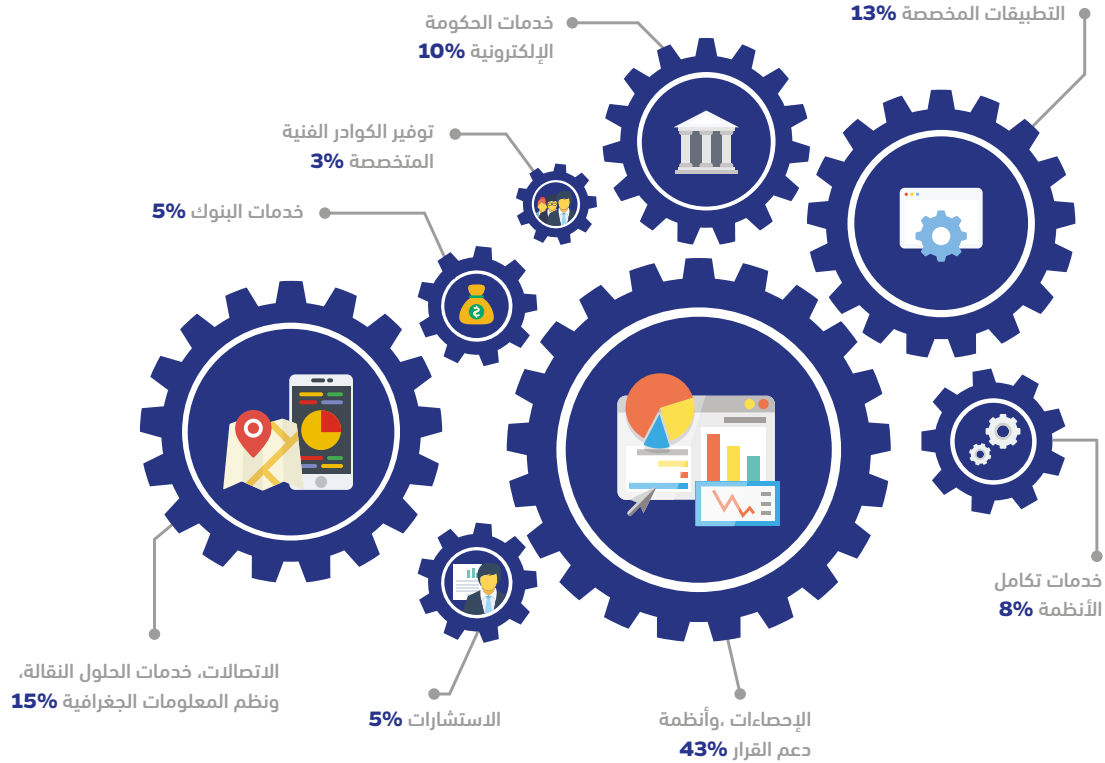 التطبيقات المخصصة 13%
خدمات الحكومة
الإلكترونية 10%
توفير الكوادر الفنية
المتخصصة 3%
خدمات البنوك 5%
خدمات تكامل
الأنظمة 8%
الاتصالات، خدمات الحلول النقالة،
ونظم المعلومات الجغرافية 15%
الاستشارات 5%
الإحصاءات ،وأنظمة
دعم القرار 43%